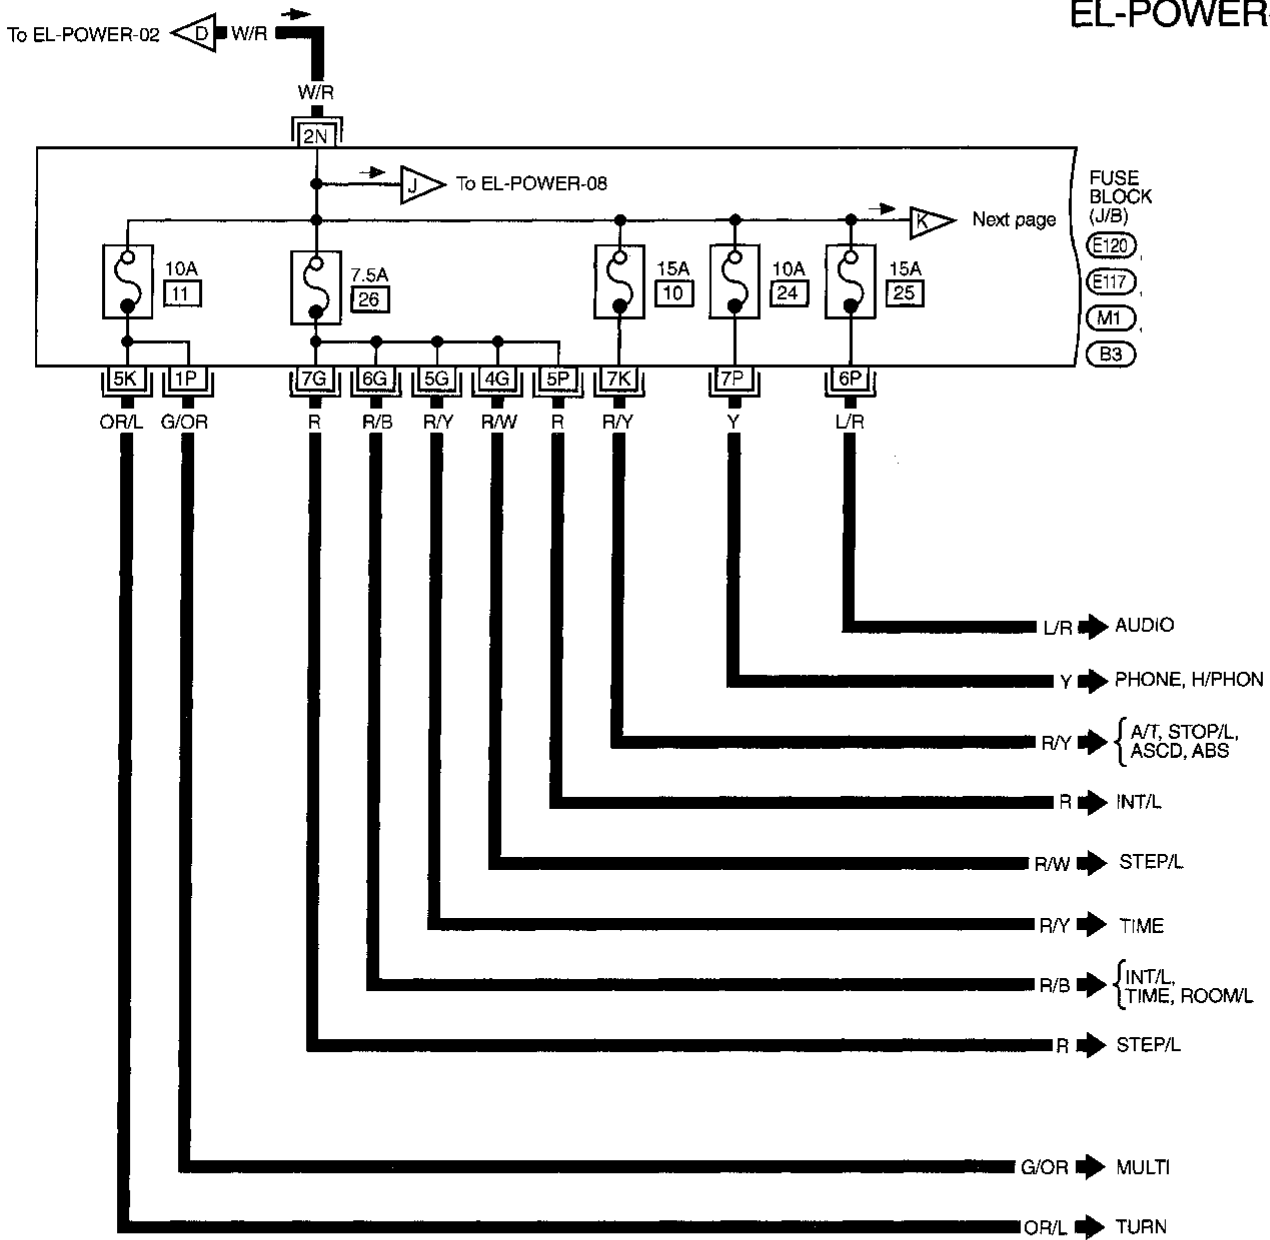 EL-POWER
To EL-POWER-02 D W/R
W/R
2N
J To EL-POWER-08
K Next page
FUSE
BLOCK
(J/B)
E120,
E117,
M1,
B3
10A
11
7.5A
26
15A
10
10A
24
15A
25
5K 1P 7G 6G 5G 4G 5P 7K 7P 6P
OR/L G/OR R R/B R/Y R/W R R/Y Y L/R
L/R AUDIO
Y PHONE, H/PHON
R/Y A/T, STOP/L,
ASCD, ABS
R INT/L
R/W STEP/L
R/Y TIME
R/B INT/L,
TIME, ROOM/L
R STEP/L
G/OR MULTI
OR/L TURN